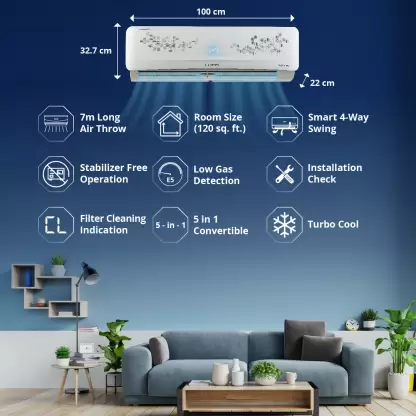 100 cm
32.7 cm
22 cm
7m Long
Air Throw
Room Size
(120 sq. ft.)
Smart 4-Way
Swing
Stabilizer Free
Operation
E5
Low Gas
Detection
Installation
Check
CL
Filter Cleaning
Indication
5 - in - 1
5 in 1
Convertible
Turbo Cool